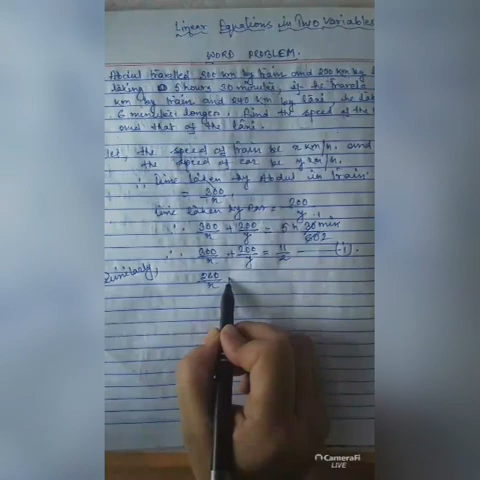 Linear Equations in Two Variables
WORD PROBLEM.
Abdul travelled 300 km by train and 200 km by
taking 5 hours 30 minutes, if he travels
km by train and 240 km by taxi, he takes
6 minutes longer. Find the speed of the
and that of the taxi.
let, the speed of train be x km/h. and
the speed of car be y km/h.
∴ time taken by Abdul in train
= 300/x
time taken by car = 200/y
∴ 300/x + 200/y = 5 h 30 min
∴ 300/x + 200/y = 11/2 — (i).
Similarly,
260/x
CameraFi
LIVE